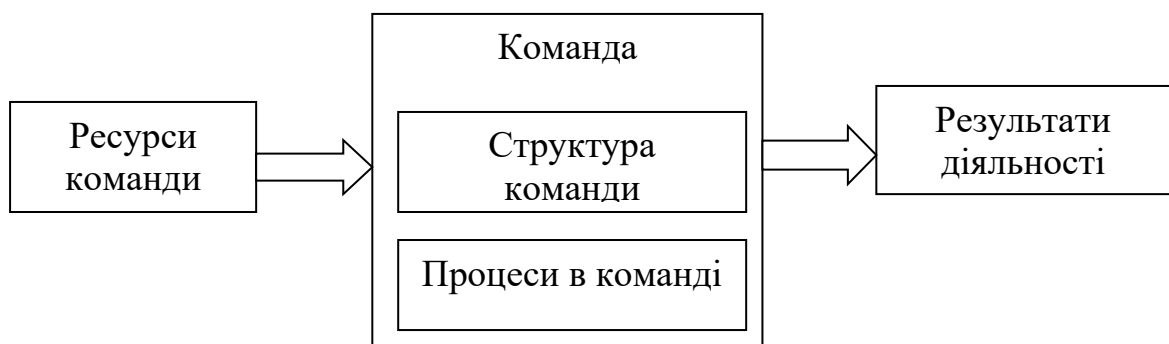 Ресурси
команди
Команда
Структура
команди
Процеси в команді
Результати
діяльності